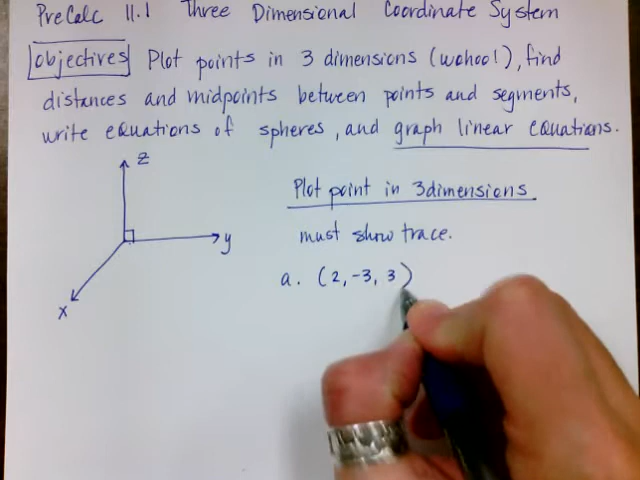 PreCalc 11.1 Three Dimensional Coordinate System
objectives Plot points in 3 dimensions (wohoo!), find
distances and midpoints between points and segments,
write equations of spheres, and graph linear equations.
z
y
x
Plot point in 3dimensions
must show trace.
a. (2, -3, 3)